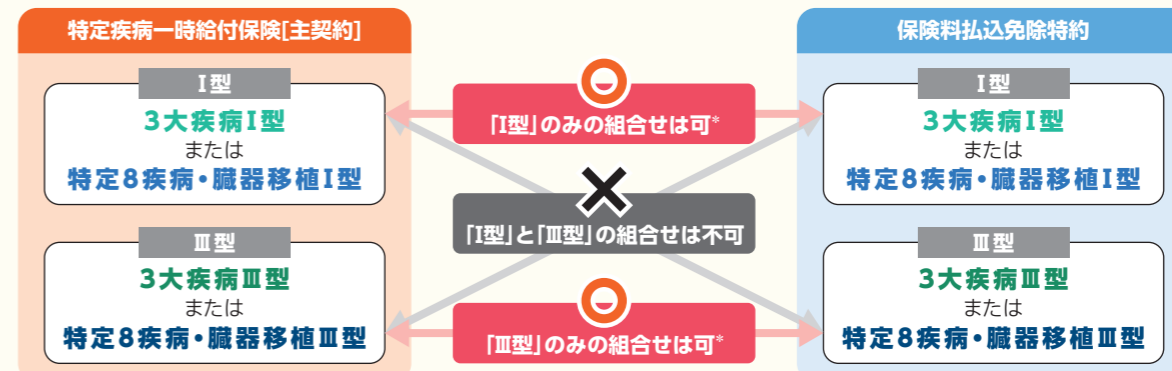 特定疾病一時給付保険[主契約]
Ⅰ型
3大疾病Ⅰ型
または
特定8疾病・臓器移植Ⅰ型
Ⅲ型
3大疾病Ⅲ型
または
特定8疾病・臓器移植Ⅲ型
「Ⅰ型」のみの組合せは可*
「Ⅰ型」と「Ⅲ型」の組合せは不可
「Ⅲ型」のみの組合せは可*
保険料払込免除特約
Ⅰ型
3大疾病Ⅰ型
または
特定8疾病・臓器移植Ⅰ型
Ⅲ型
3大疾病Ⅲ型
または
特定8疾病・臓器移植Ⅲ型